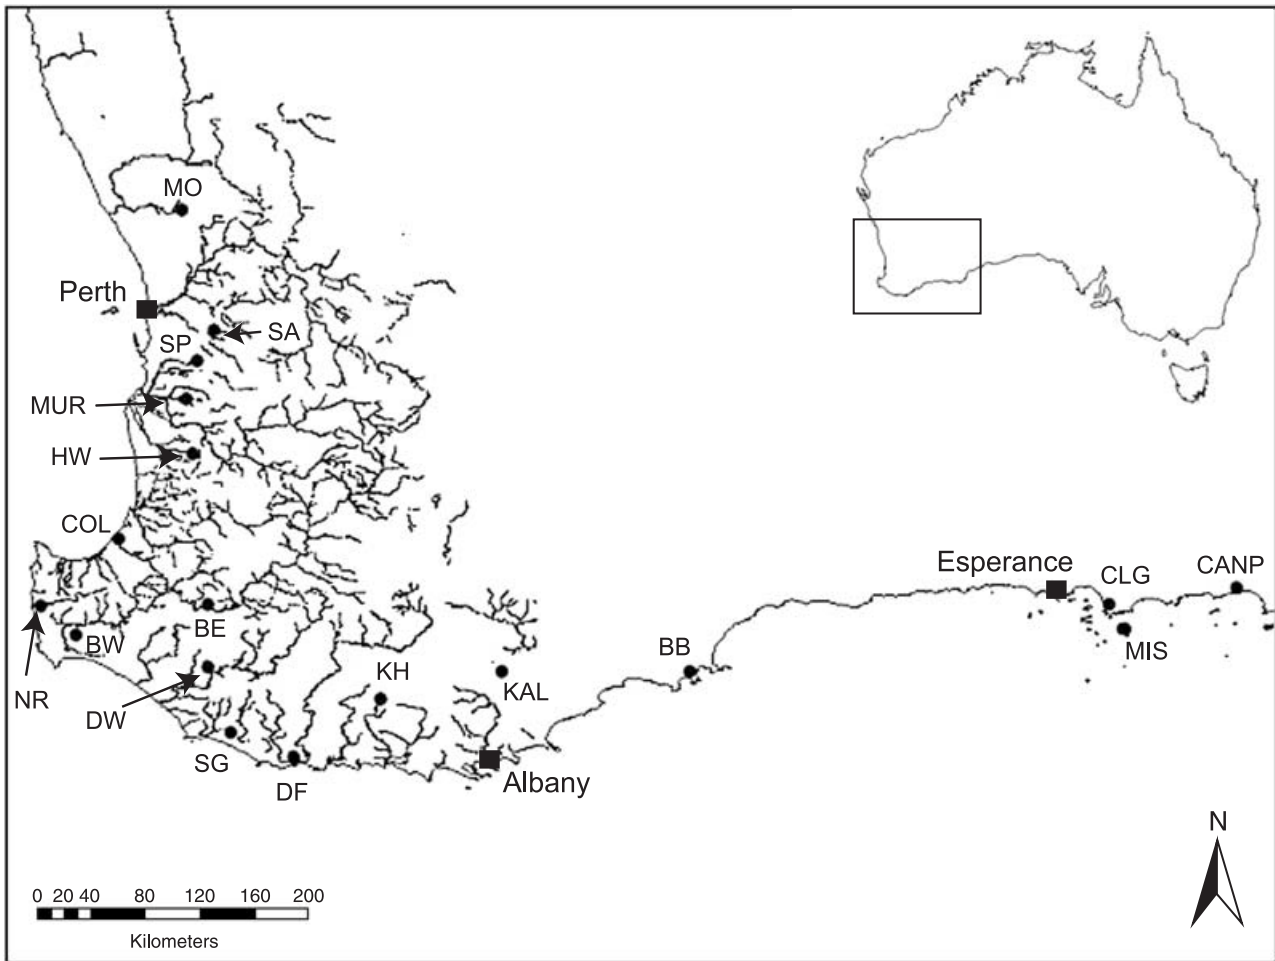 MO
Perth
SA
SP
MUR
HW
COL
Esperance
CLG
CANP
BE
BW
MIS
BB
KH
KAL
NR
DW
SG
DF
Albany
N
0 20 40 80 120 160 200
Kilometers